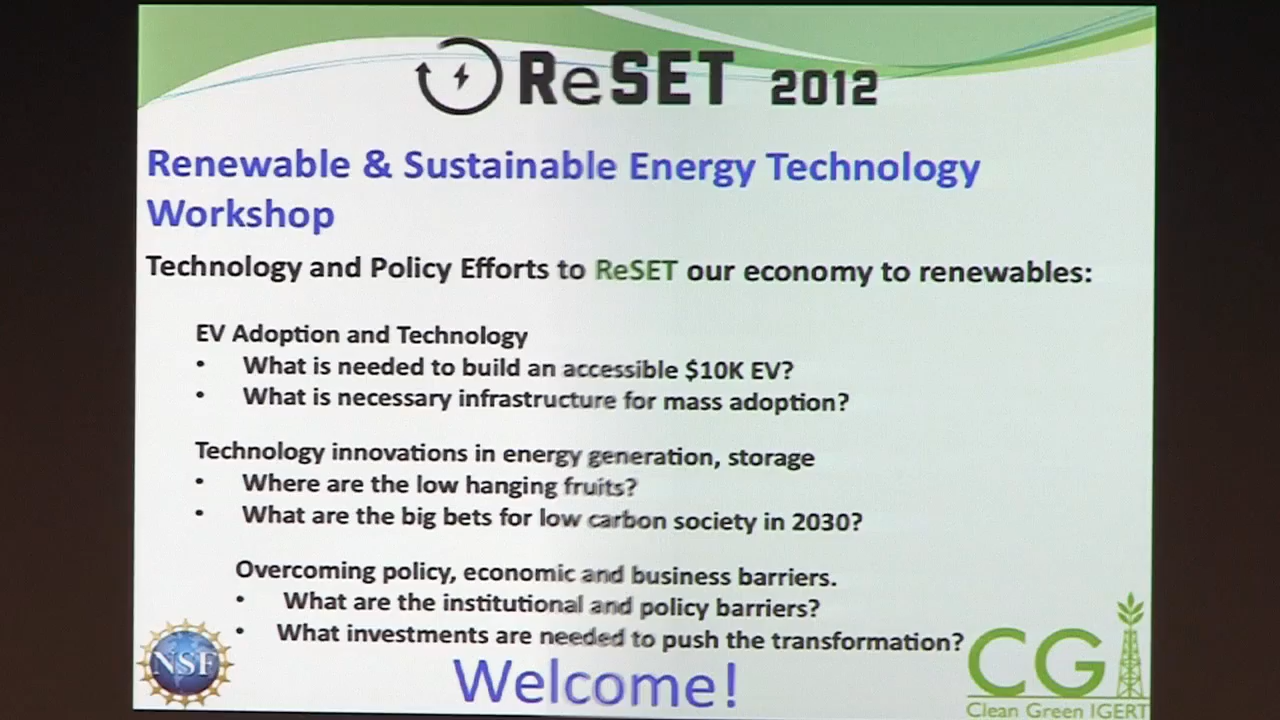 ReSET 2012
Renewable & Sustainable Energy Technology
Workshop
Technology and Policy Efforts to ReSET our economy to renewables:
EV Adoption and Technology
• What is needed to build an accessible $10K EV?
• What is necessary infrastructure for mass adoption?
Technology innovations in energy generation, storage
• Where are the low hanging fruits?
• What are the big bets for low carbon society in 2030?
Overcoming policy, economic and business barriers.
• What are the institutional and policy barriers?
• What investments are needed to push the transformation?
NSF
Welcome!
CGI
Clean Green IGERT